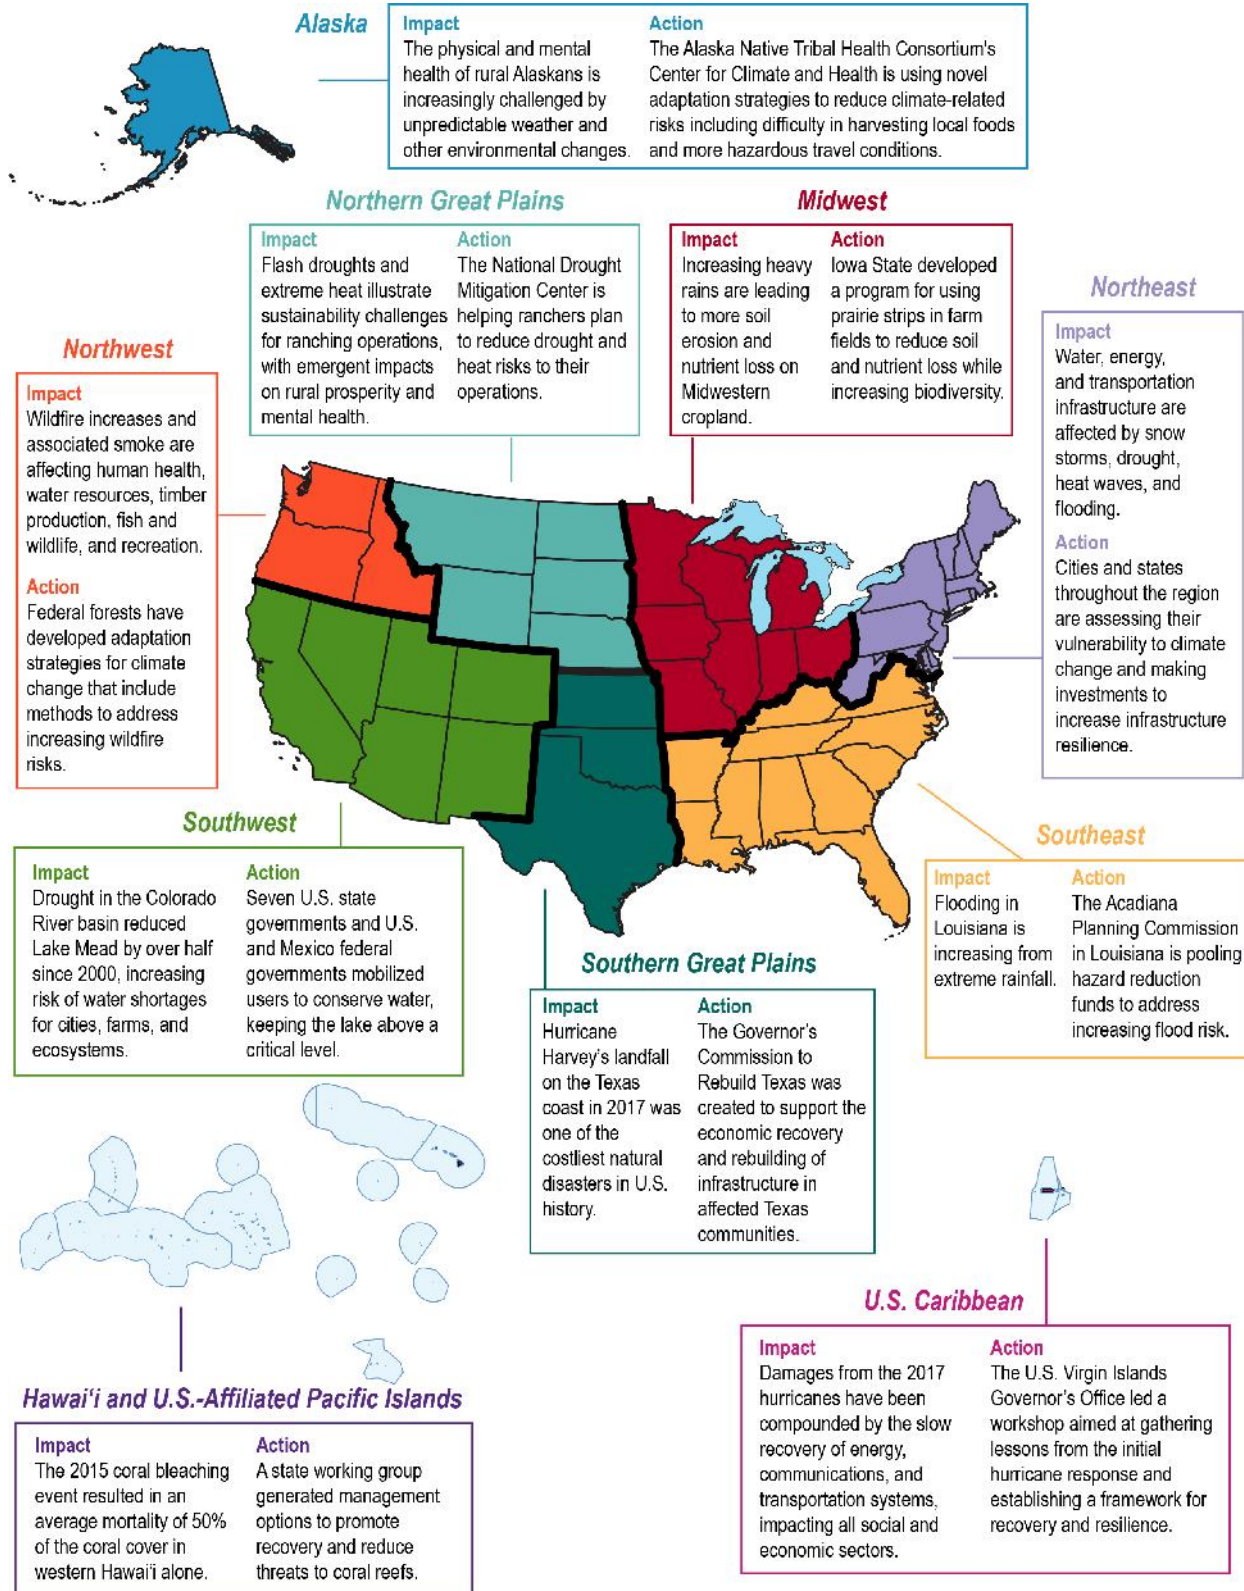 Alaska
Impact
The physical and mental
health of rural Alaskans is
increasingly challenged by
unpredictable weather and
other environmental changes.
Action
The Alaska Native Tribal Health Consortium's
Center for Climate and Health is using novel
adaptation strategies to reduce climate-related
risks including difficulty in harvesting local foods
and more hazardous travel conditions.
Northern Great Plains
Impact
Flash droughts and
extreme heat illustrate
sustainability challenges
for ranching operations,
with emergent impacts
on rural prosperity and
mental health.
Action
The National Drought
Mitigation Center is
helping ranchers plan
to reduce drought and
heat risks to their
operations.
Midwest
Impact
Increasing heavy
rains are leading
to more soil
erosion and
nutrient loss on
Midwestern
cropland.
Action
Iowa State developed
a program for using
prairie strips in farm
fields to reduce soil
and nutrient loss while
increasing biodiversity.
Northeast
Impact
Water, energy,
and transportation
infrastructure are
affected by snow
storms, drought,
heat waves, and
flooding.
Action
Cities and states
throughout the region
are assessing their
vulnerability to climate
change and making
investments to
increase infrastructure
resilience.
Northwest
Impact
Wildfire increases and
associated smoke are
affecting human health,
water resources, timber
production, fish and
wildlife, and recreation.
Action
Federal forests have
developed adaptation
strategies for climate
change that include
methods to address
increasing wildfire
risks.
Southwest
Impact
Drought in the Colorado
River basin reduced
Lake Mead by over half
since 2000, increasing
risk of water shortages
for cities, farms, and
ecosystems.
Action
Seven U.S. state
governments and U.S.
and Mexico federal
governments mobilized
users to conserve water,
keeping the lake above a
critical level.
Southeast
Impact
Flooding in
Louisiana is
increasing from
extreme rainfall.
Action
The Acadiana
Planning Commission
in Louisiana is pooling
hazard reduction
funds to address
increasing flood risk.
Southern Great Plains
Impact
Hurricane
Harvey's landfall
on the Texas
coast in 2017 was
one of the
costliest natural
disasters in U.S.
history.
Action
The Governor's
Commission to
Rebuild Texas was
created to support the
economic recovery
and rebuilding of
infrastructure in
affected Texas
communities.
U.S. Caribbean
Impact
Damages from the 2017
hurricanes have been
compounded by the slow
recovery of energy,
communications, and
transportation systems,
impacting all social and
economic sectors.
Action
The U.S. Virgin Islands
Governor's Office led a
workshop aimed at gathering
lessons from the initial
hurricane response and
establishing a framework for
recovery and resilience.
Hawai‘i and U.S.-Affiliated Pacific Islands
Impact
The 2015 coral bleaching
event resulted in an
average mortality of 50%
of the coral cover in
western Hawai‘i alone.
Action
A state working group
generated management
options to promote
recovery and reduce
threats to coral reefs.